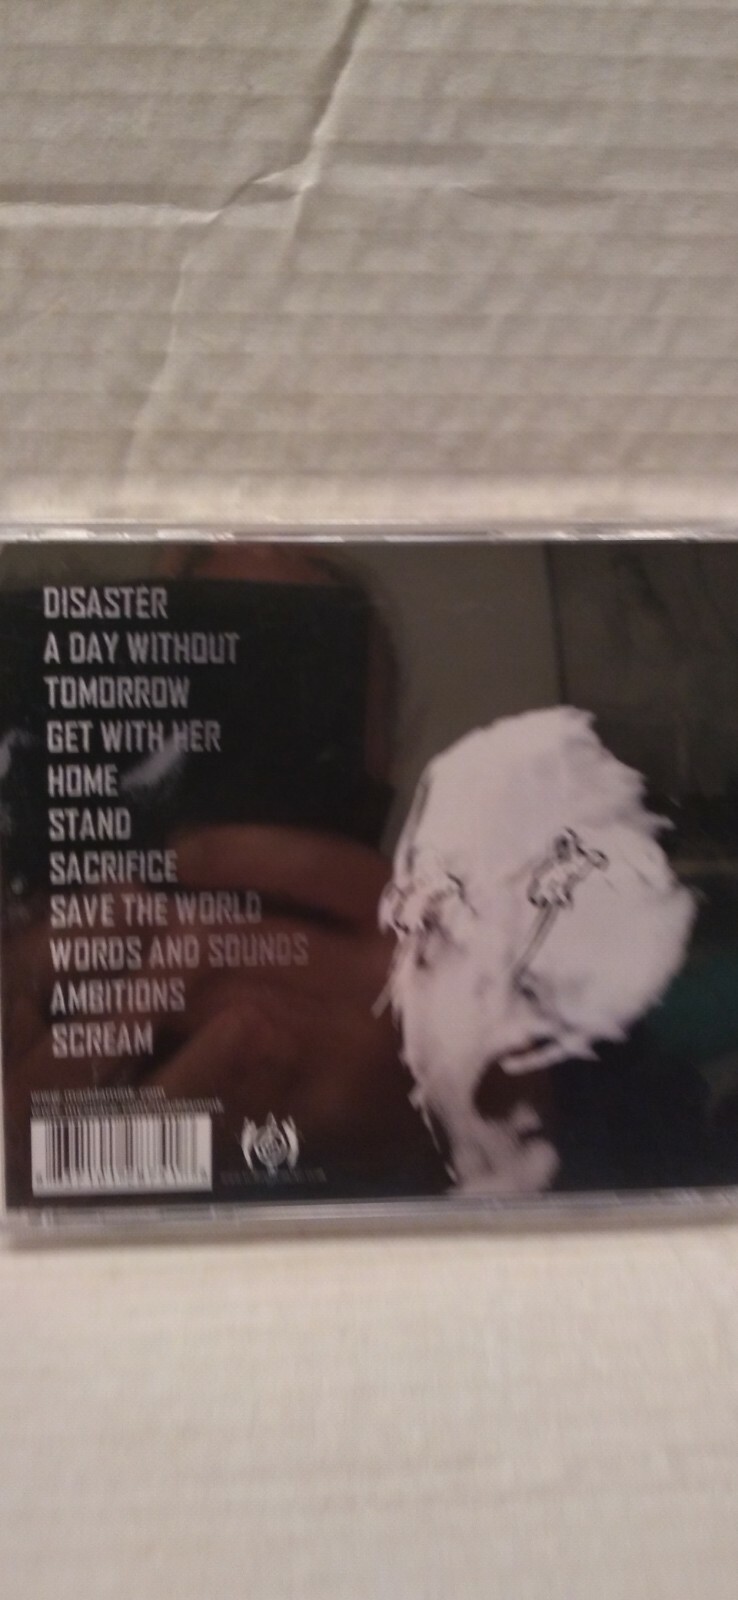 DISASTER
A DAY WITHOUT
TOMORROW
GET WITH HER
HOME
STAND
SACRIFICE
SAVE THE WORLD
WORDS AND SOUNDS
AMBITIONS
SCREAM